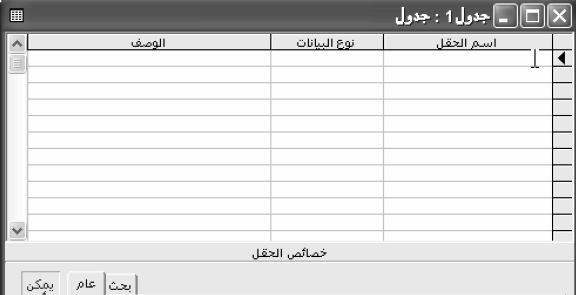 جدول1 : جدول
اسم الحقل نوع البيانات الوصف
خصائص الحقل
عام بحث
يمكن